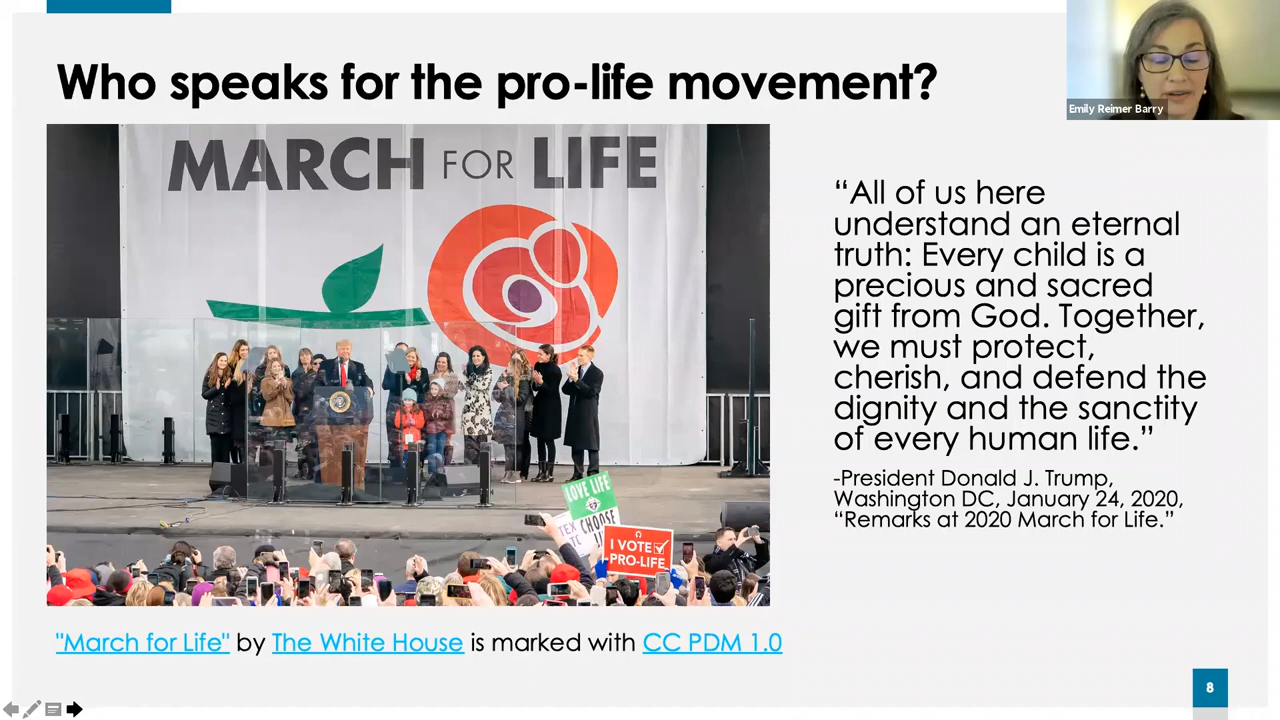 Who speaks for the pro-life movement?
Emily Reimer Barry
MARCH FOR LIFE
LOVE LIFE
CHOOSE
I VOTE
PRO-LIFE
“All of us here
understand an eternal
truth: Every child is a
precious and sacred
gift from God. Together,
we must protect,
cherish, and defend the
dignity and the sanctity
of every human life.”
-President Donald J. Trump,
Washington DC, January 24, 2020,
“Remarks at 2020 March for Life.”
"March for Life" by The White House is marked with CC PDM 1.0
8